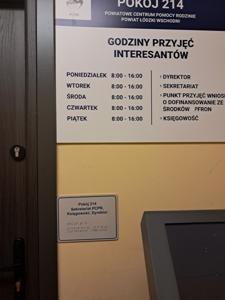 POKÓJ 214
POWIATOWE CENTRUM POMOCY RODZINIE
POWIAT ŁÓDZKI WSCHODNI
GODZINY PRZYJĘĆ
INTERESANTÓW
PONIEDZIAŁEK 8:00 - 16:00
WTOREK 8:00 - 16:00
ŚRODA 8:00 - 16:00
CZWARTEK 8:00 - 16:00
PIĄTEK 8:00 - 16:00
• DYREKTOR
• SEKRETARIAT
• PUNKT PRZYJĘĆ WNIOS
O DOFINANSOWANIE ZE
ŚRODKÓW PFRON
• KSIĘGOWOŚĆ
Pokój 214
Sekretariat PCPR,
Księgowość, Dyrektor